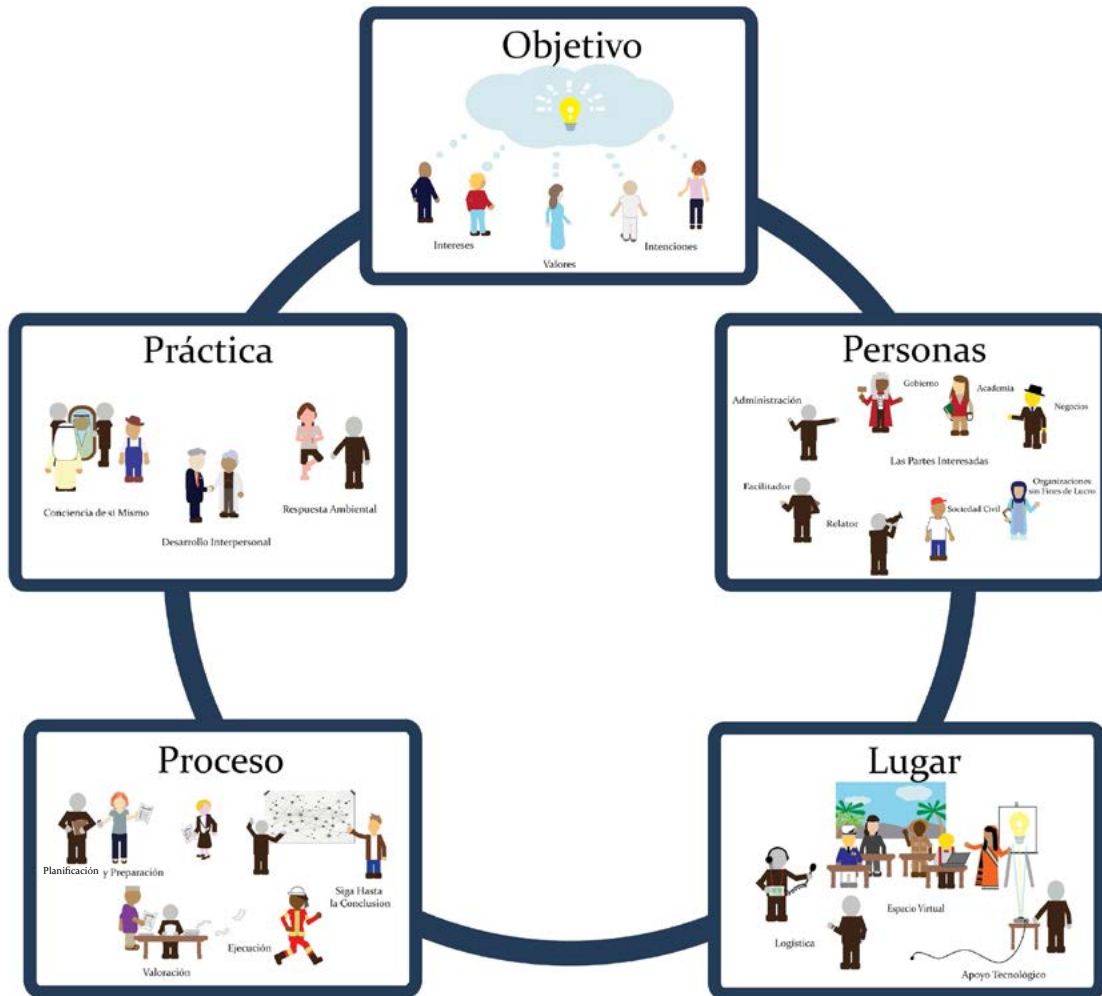 Objetivo
Intereses
Valores
Intenciones
Práctica
Conciencia de si Mismo
Desarrollo Interpersonal
Respuesta Ambiental
Personas
Administración
Gobierno
Academia
Negocios
Las Partes Interesadas
Facilitador
Relator
Sociedad Civil
Organizaciones
sin Fines de Lucro
Proceso
Planificación y Preparación
Siga Hasta
la Conclusion
Valoración
Ejecución
Lugar
Espacio Virtual
Logística
Apoyo Tecnológico